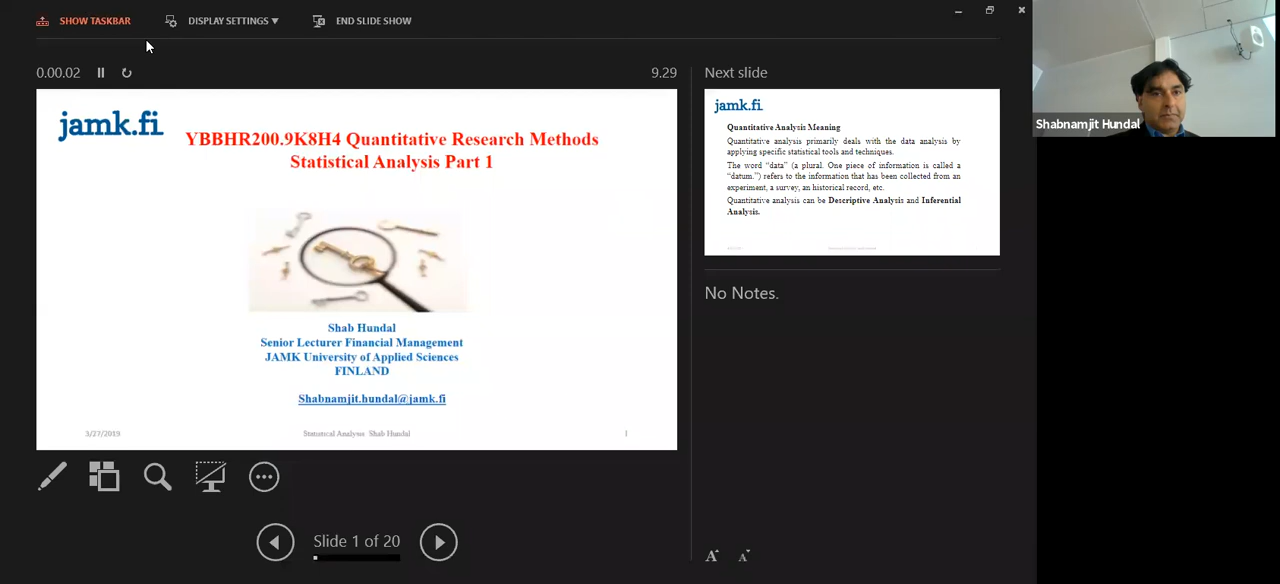 SHOW TASKBAR
DISPLAY SETTINGS ▼
END SLIDE SHOW
0.00.02
9.29
Next slide
jamk.fi
YBBHR200.9K8H4 Quantitative Research Methods
Statistical Analysis Part 1
Shab Hundal
Senior Lecturer Financial Management
JAMK University of Applied Sciences
FINLAND
Shabnamjit.hundal@jamk.fi
3/27/2019
Statistical Analysis Shab Hundal
1
jamk.fi
Quantitative Analysis Meaning
Quantitative analysis primarily deals with the data analysis by
applying specific statistical tools and techniques.
The word “data” (a plural. One piece of information is called a
“datum.”) refers to the information that has been collected from an
experiment, a survey, an historical record, etc.
Quantitative analysis can be Descriptive Analysis and Inferential
Analysis.
No Notes.
Slide 1 of 20
A A
Shabnamjit Hundal